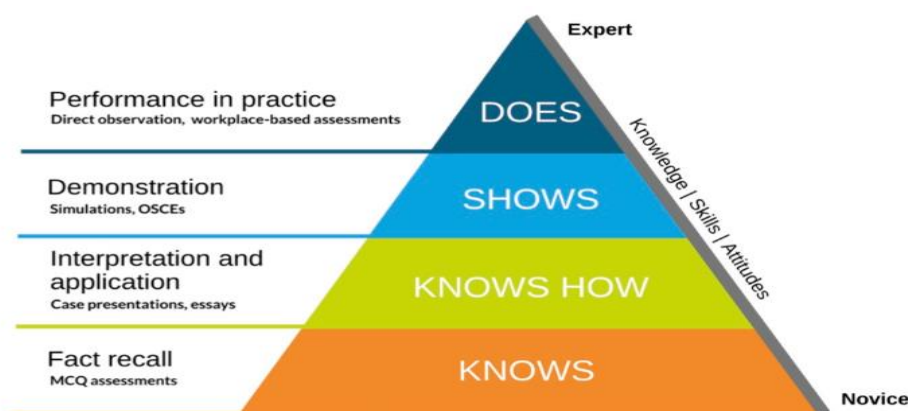 Expert
Performance in practice
Direct observation, workplace-based assessments
DOES
Knowledge | Skills | Attitudes
Demonstration
Simulations, OSCEs
SHOWS
Interpretation and
application
Case presentations, essays
KNOWS HOW
Fact recall
MCQ assessments
KNOWS
Novice